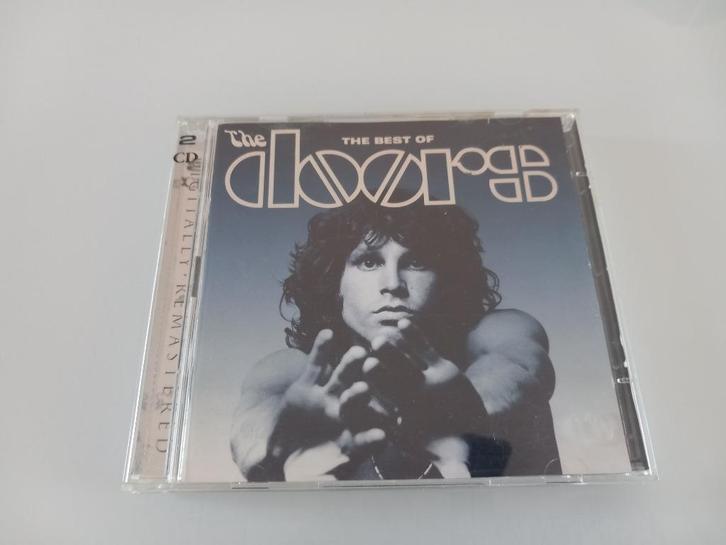 The
THE BEST OF
doors
2
CD
DIGITALLY REMASTERED